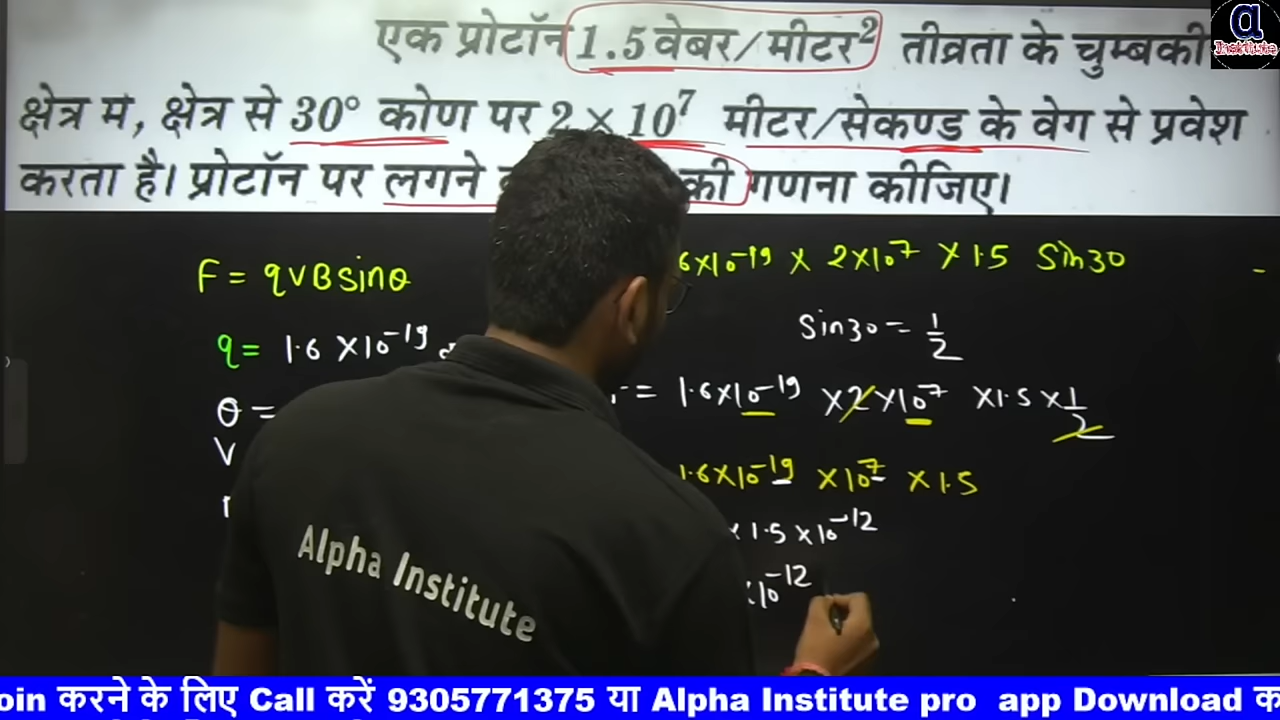 एक प्रोटॉन 1.5 वेबर/मीटर² तीव्रता के चुम्बकी
क्षेत्र म, क्षेत्र से 30° कोण पर 2 × 10⁷ मीटर/सेकण्ड के वेग से प्रवेश
करता है। प्रोटॉन पर लगने की गणना कीजिए।
α
Institute
F = qVBsinθ
6×10⁻¹⁹ × 2×10⁷ ×1.5 Sin30
Sin30 = 1/2
q = 1.6 ×10⁻¹⁹
= 1.6×10⁻¹⁹ ×2×10⁷ ×1.5×1/2
θ =
V
1.6×10⁻¹⁹ ×10⁷ ×1.5
×1.5×10⁻¹²
×10⁻¹²
Alpha Institute
oin करने के लिए Call करें 9305771375 या Alpha Institute pro app Download क